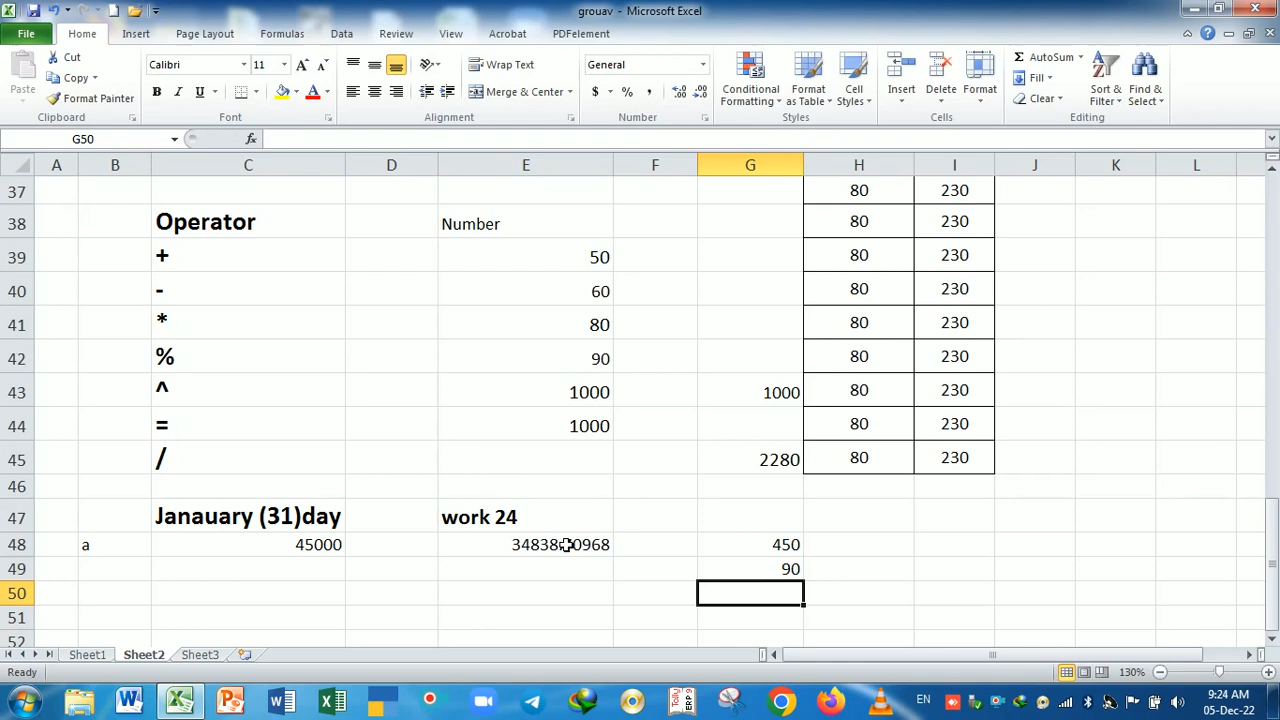 grouav - Microsoft Excel
File Home Insert Page Layout Formulas Data Review View Acrobat PDFelement
Paste Cut Copy Format Painter Clipboard
Calibri 11 A A B I U A Font
Wrap Text Merge & Center Alignment
General $ % , Number
Conditional Formatting Format as Table Cell Styles Styles
Insert Delete Format Cells
Σ AutoSum Fill Clear Sort & Filter Find & Select Editing
G50 fx
A B C D E F G H I J K L
37 80 230
38 Operator Number 80 230
39 + 50 80 230
40 - 60 80 230
41 * 80 80 230
42 % 90 80 230
43 ^ 1000 1000 80 230
44 = 1000 80 230
45 / 2280 80 230
46
47 Janauary (31)day work 24
48 a 45000 450
49 90
50
51
52
Sheet1 Sheet2 Sheet3
Ready 130%
EN 9:24 AM
05-Dec-22